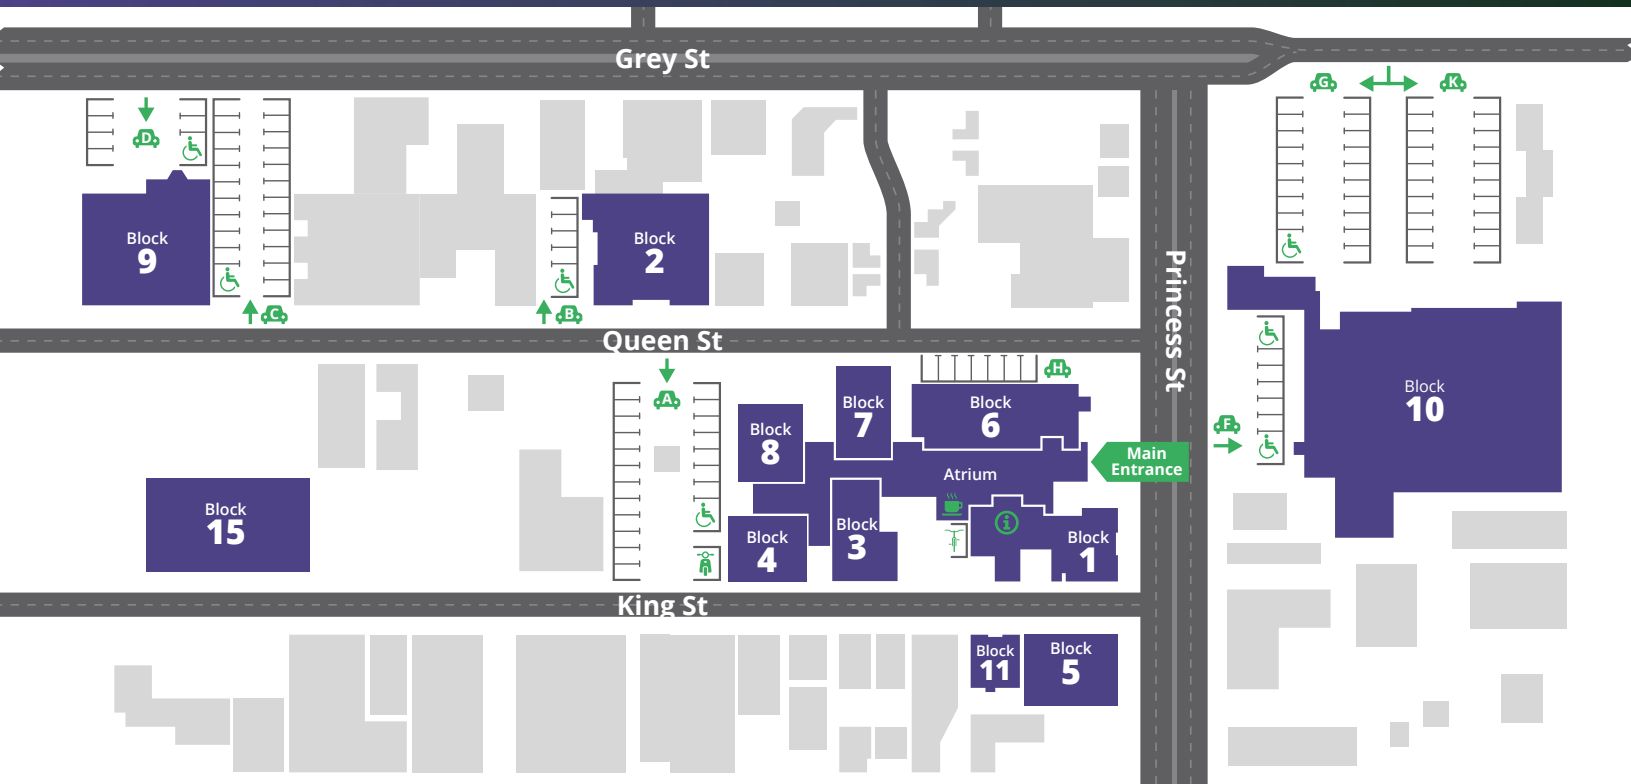 Grey St
G
K
D
Block
9
Block
2
C
B
Queen St
Princess St
A
H
Block
7
Block
6
Block
8
Block
10
F
Main
Entrance
Atrium
Block
15
Block
4
Block
3
i
Block
1
King St
Block
11
Block
5